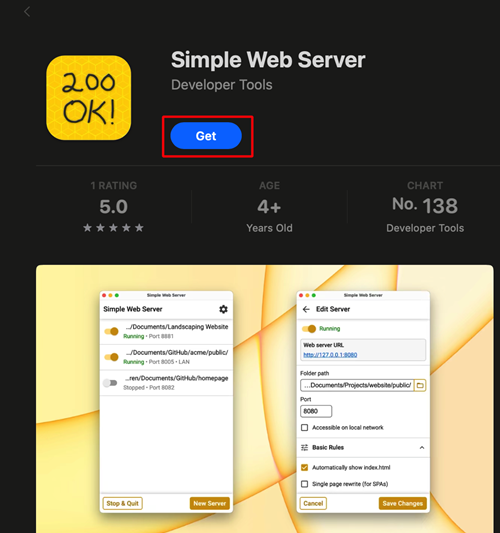 200
OK!
Simple Web Server
Developer Tools
Get
1 RATING
5.0
★★★★★
AGE
4+
Years Old
CHART
No. 138
Developer Tools
Simple Web Server
Simple Web Server
.../Documents/Landscaping Website
Running • Port 8881
.../Documents/GitHub/acme/public/
Running • Port 8005 • LAN
...ren/Documents/GitHub/homepage
Stopped • Port 8082
Stop & Quit
New Server
Simple Web Server
Edit Server
Running
Web server URL
http://127.0.0.1:8080
Folder path
...Documents/Projects/website/public/
Port
8080
Accessible on local network
Basic Rules
Automatically show index.html
Single page rewrite (for SPAs)
Cancel
Save Changes